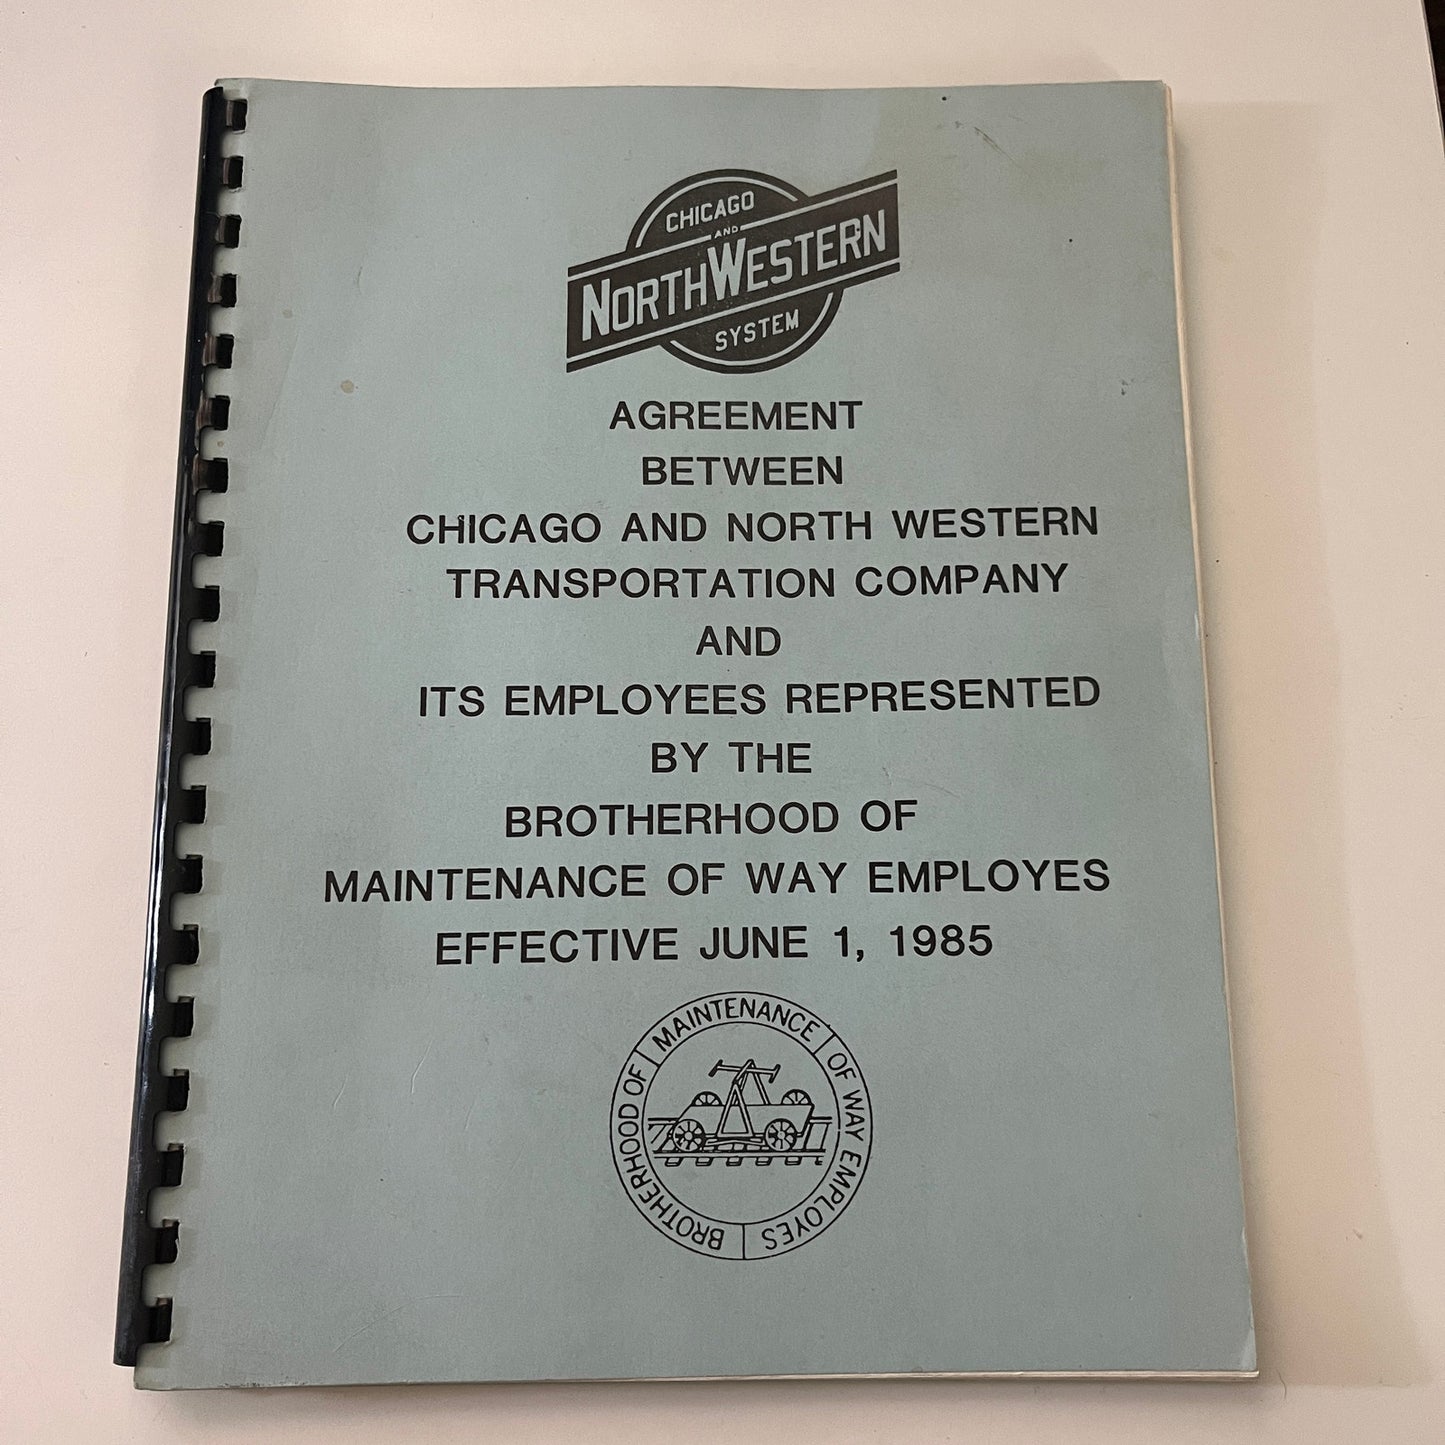 CHICAGO
AND
NORTHWESTERN
SYSTEM
AGREEMENT
BETWEEN
CHICAGO AND NORTH WESTERN
TRANSPORTATION COMPANY
AND
ITS EMPLOYEES REPRESENTED
BY THE
BROTHERHOOD OF
MAINTENANCE OF WAY EMPLOYES
EFFECTIVE JUNE 1, 1985
BROTHERHOOD OF MAINTENANCE OF WAY EMPLOYES